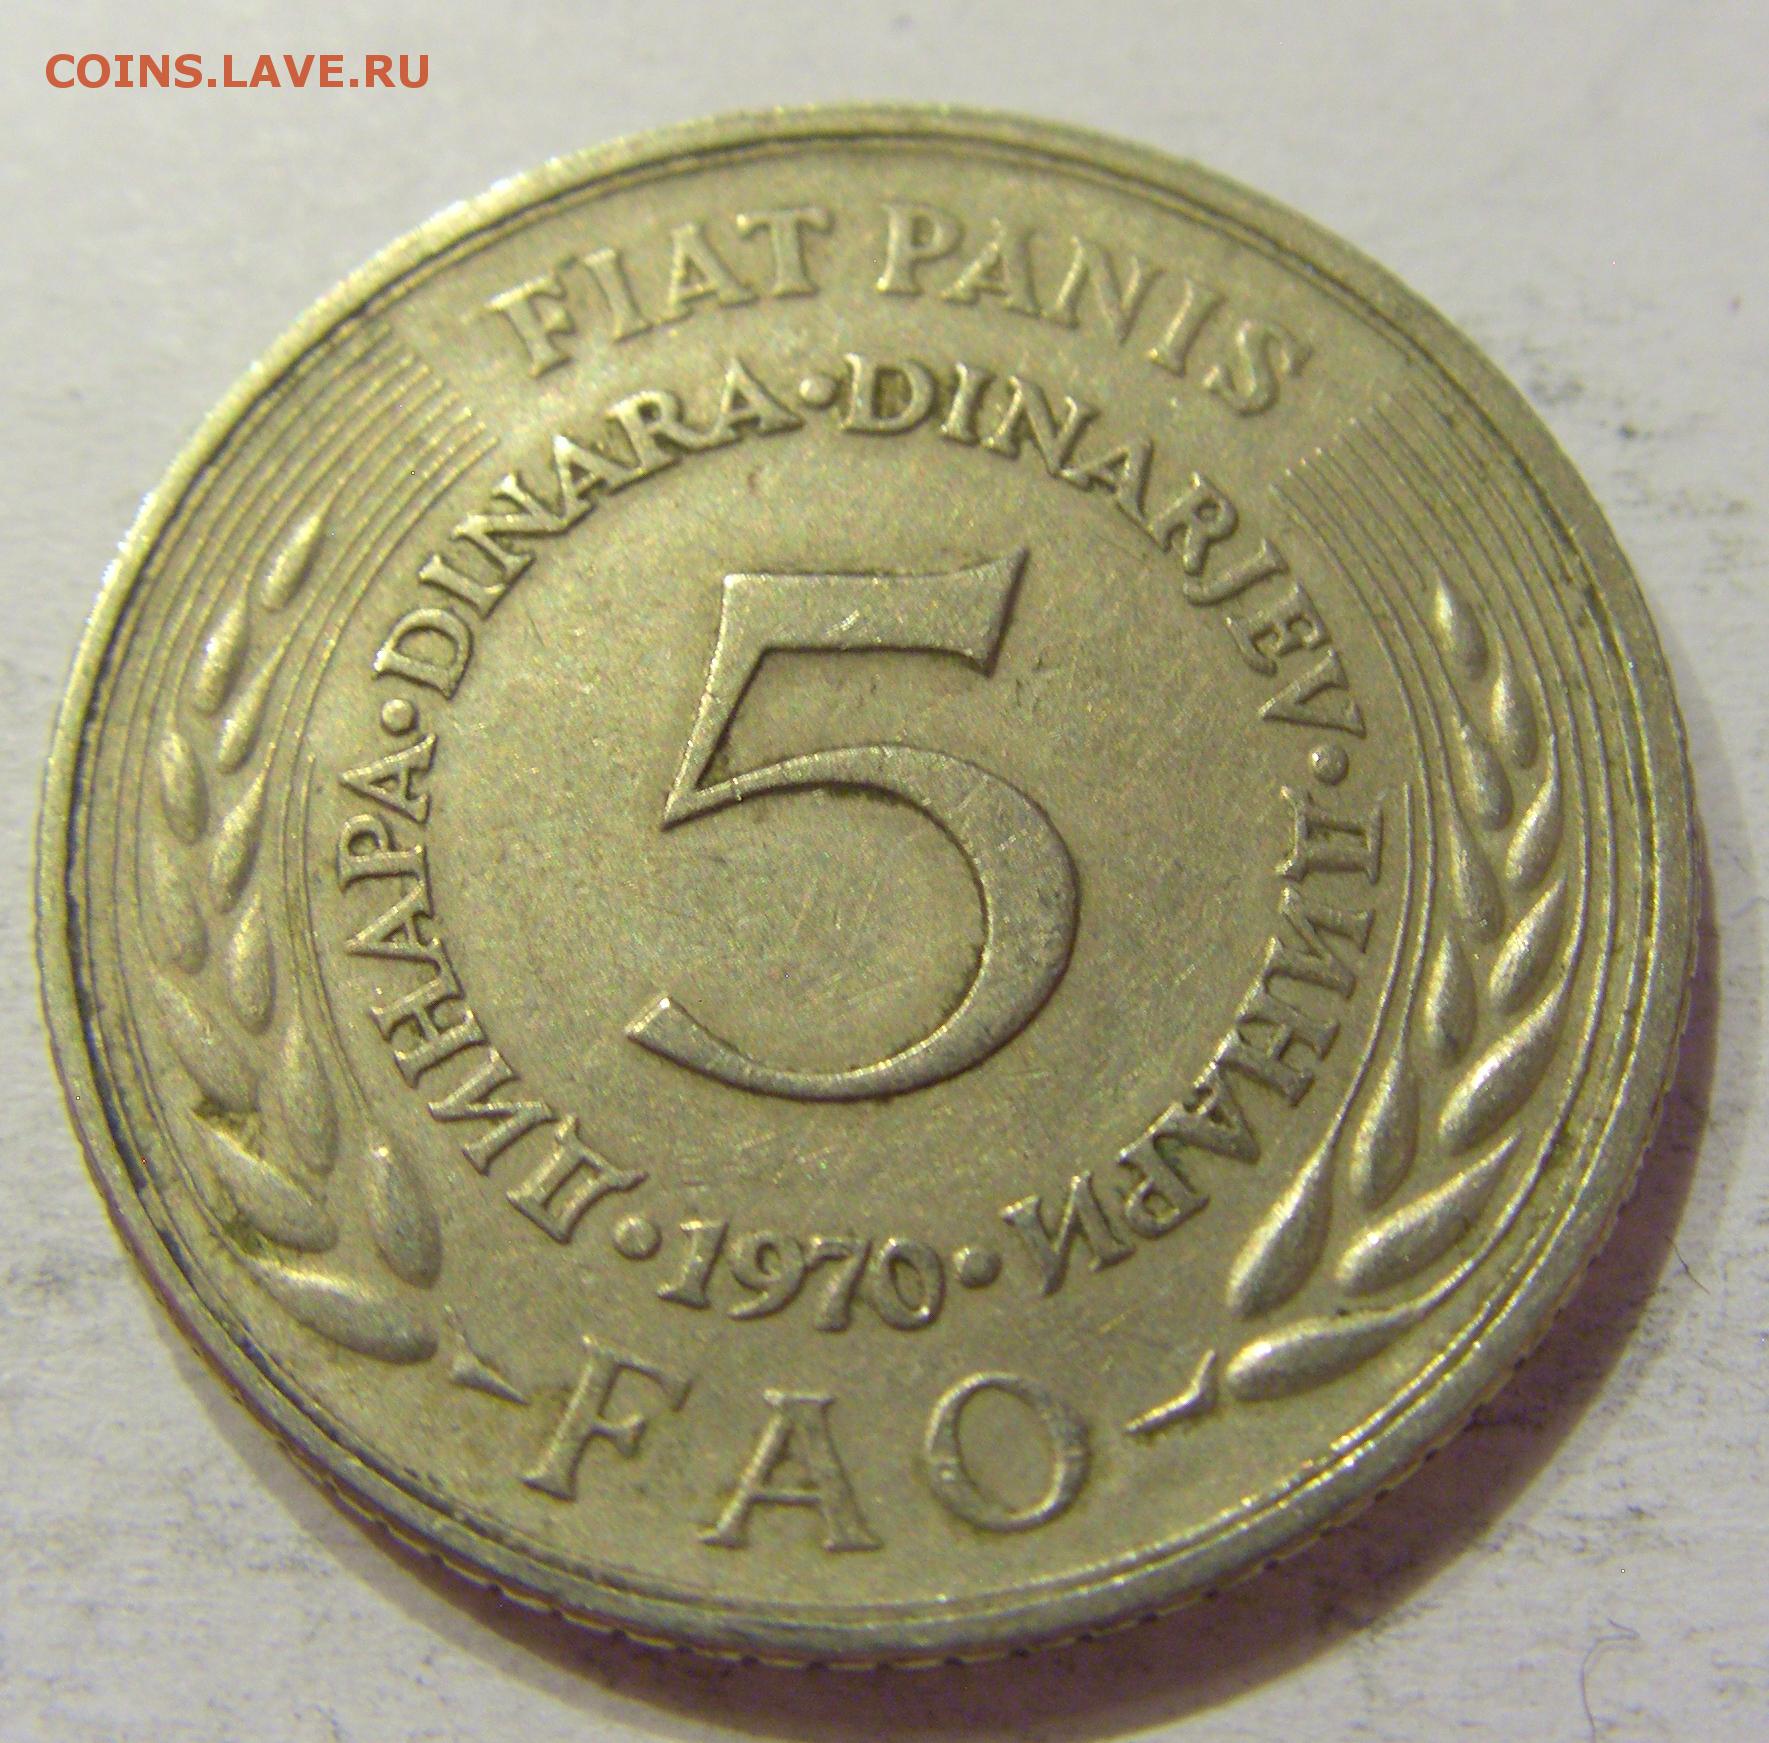 COINS.LAVE.RU
FIAT PANIS
ДИНАРА·DINARA·DINARJEV·ДИНАРИ
5
·1970·
FAO